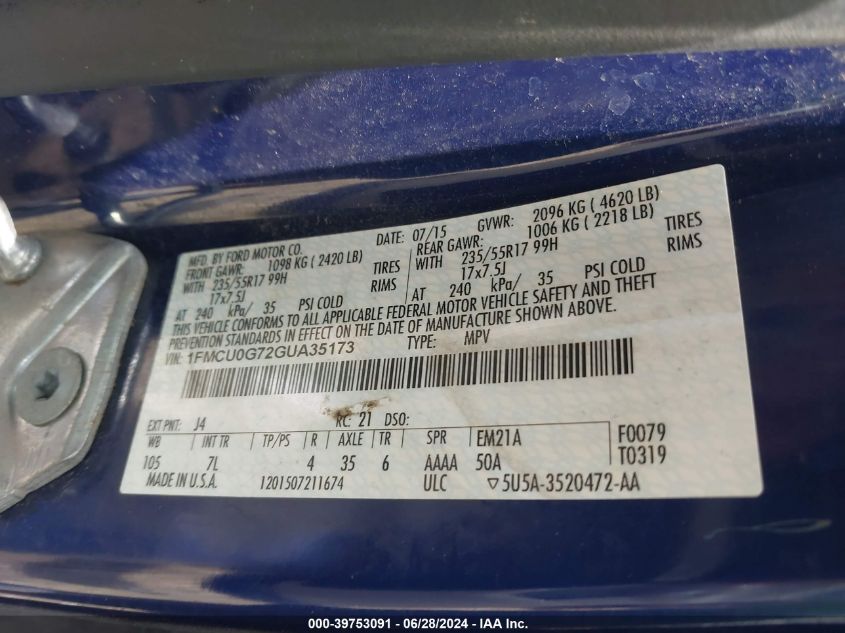 MFD. BY FORD MOTOR CO.
DATE: 07/15 GVWR: 2096 KG ( 4620 LB)
FRONT GAWR: 1098 KG ( 2420 LB)
WITH 235/55R17 99H TIRES
17x7.5J RIMS
AT 240 kPa/ 35 PSI COLD
REAR GAWR: 1006 KG ( 2218 LB)
WITH 235/55R17 99H TIRES
17x7.5J RIMS
AT 240 kPa/ 35 PSI COLD
THIS VEHICLE CONFORMS TO ALL APPLICABLE FEDERAL MOTOR VEHICLE SAFETY AND THEFT
PREVENTION STANDARDS IN EFFECT ON THE DATE OF MANUFACTURE SHOWN ABOVE.
VIN: 1FMCU0G72GUA35173 TYPE: MPV
EXT PNT: J4 RC: 21 DSO:
WB INT TR TP/PS R AXLE TR SPR EM21A F0079
105 7L 4 35 6 AAAA 50A T0319
MADE IN U.S.A. 1201507211674 ULC ▽5U5A-3520472-AA
000-39753091 / 06/28/2024 - IAA Inc.